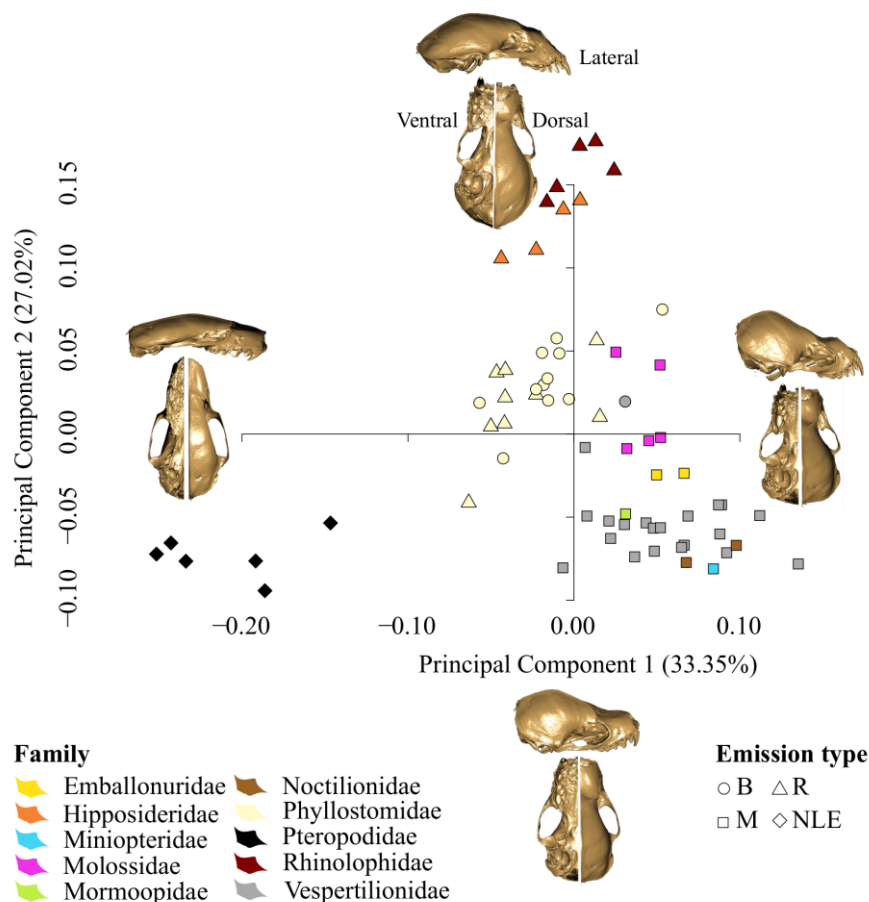 Lateral
Ventral
Dorsal
Principal Component 2 (27.02%)
0.15
0.10
0.05
0.00
−0.05
−0.10
−0.20
−0.10
0.00
0.10
Principal Component 1 (33.35%)
Family
Emballonuridae
Hipposideridae
Miniopteridae
Molossidae
Mormoopidae
Noctilionidae
Phyllostomidae
Pteropodidae
Rhinolophidae
Vespertilionidae
Emission type
B
R
M
NLE